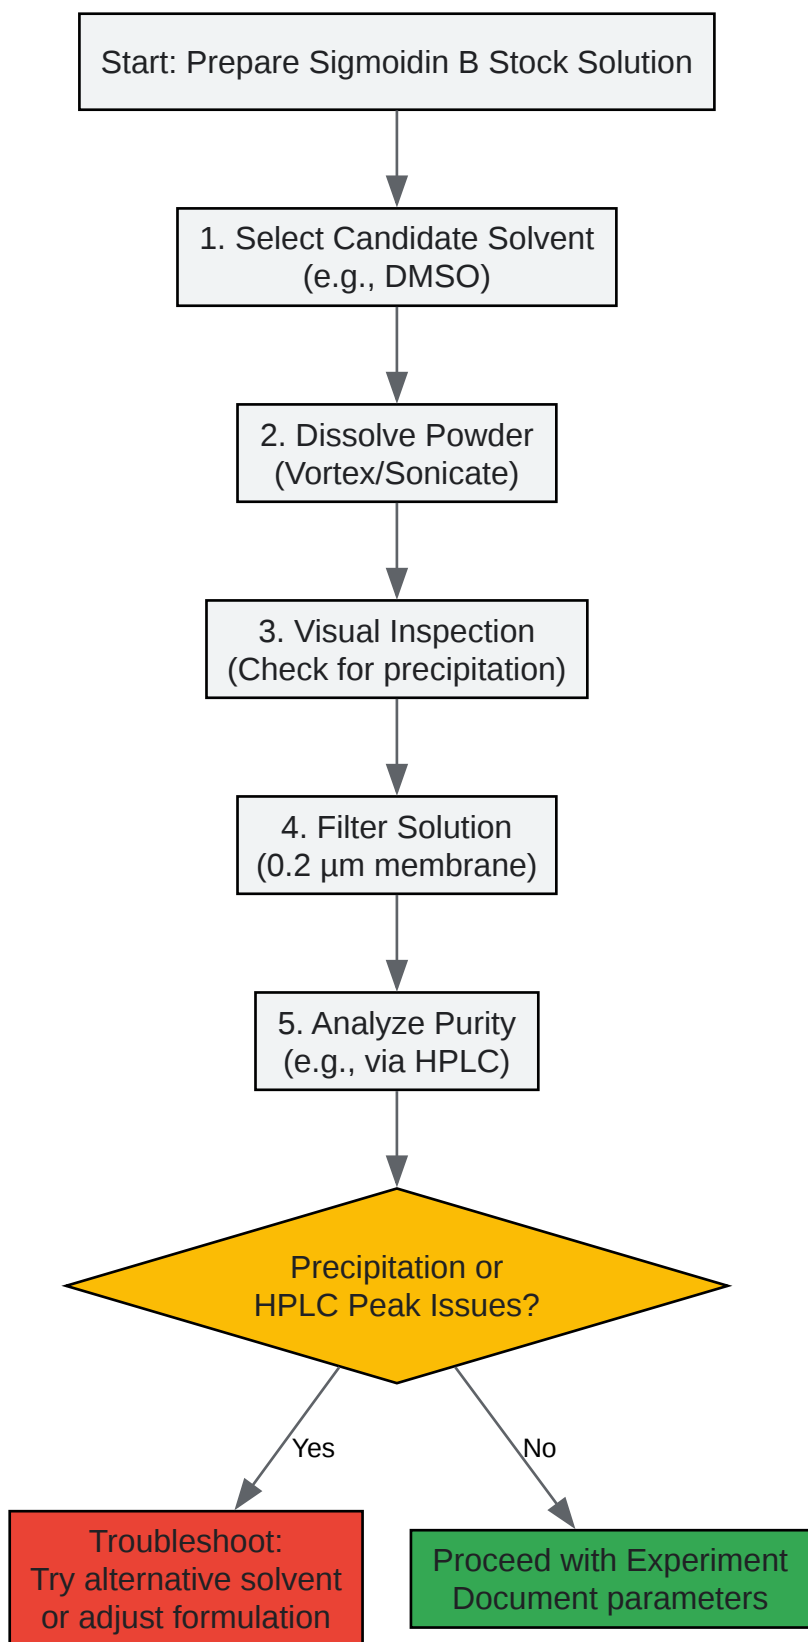 Start: Prepare Sigmoidin B Stock Solution
1. Select Candidate Solvent
(e.g., DMSO)
2. Dissolve Powder
(Vortex/Sonicate)
3. Visual Inspection
(Check for precipitation)
4. Filter Solution
(0.2 µm membrane)
5. Analyze Purity
(e.g., via HPLC)
Precipitation or
HPLC Peak Issues?
Yes
No
Troubleshoot:
Try alternative solvent
or adjust formulation
Proceed with Experiment
Document parameters